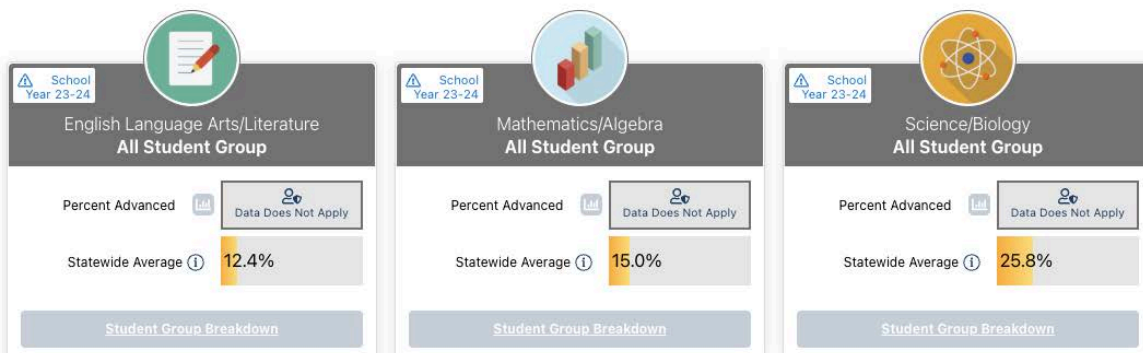 School
Year 23-24
English Language Arts/Literature
All Student Group
Percent Advanced
Data Does Not Apply
Statewide Average
12.4%
Student Group Breakdown
School
Year 23-24
Mathematics/Algebra
All Student Group
Percent Advanced
Data Does Not Apply
Statewide Average
15.0%
Student Group Breakdown
School
Year 23-24
Science/Biology
All Student Group
Percent Advanced
Data Does Not Apply
Statewide Average
25.8%
Student Group Breakdown